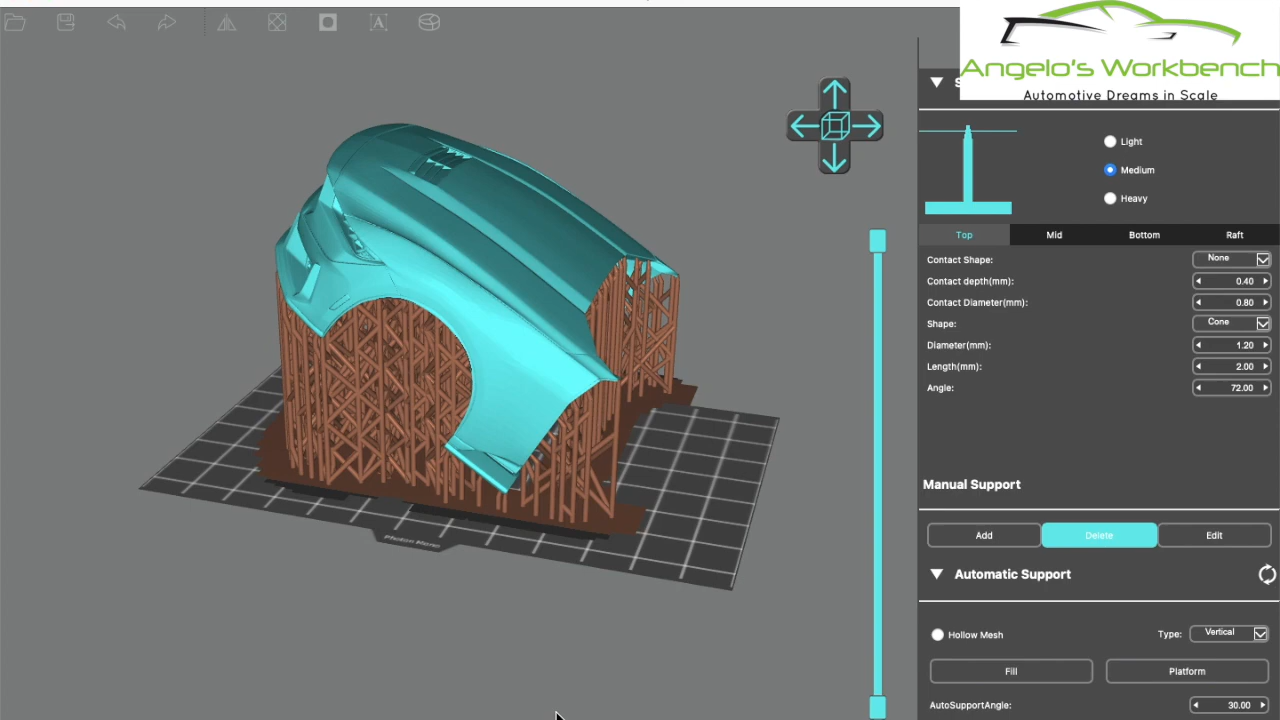 Angelo's Workbench
Automotive Dreams in Scale
Light
Medium
Heavy
Top Mid Bottom Raft
Contact Shape: None
Contact depth(mm): 0.40
Contact Diameter(mm): 0.80
Shape: Cone
Diameter(mm): 1.20
Length(mm): 2.00
Angle: 72.00
Manual Support
Add Delete Edit
Automatic Support
Hollow Mesh Type: Vertical
Fill Platform
AutoSupportAngle: 30.00